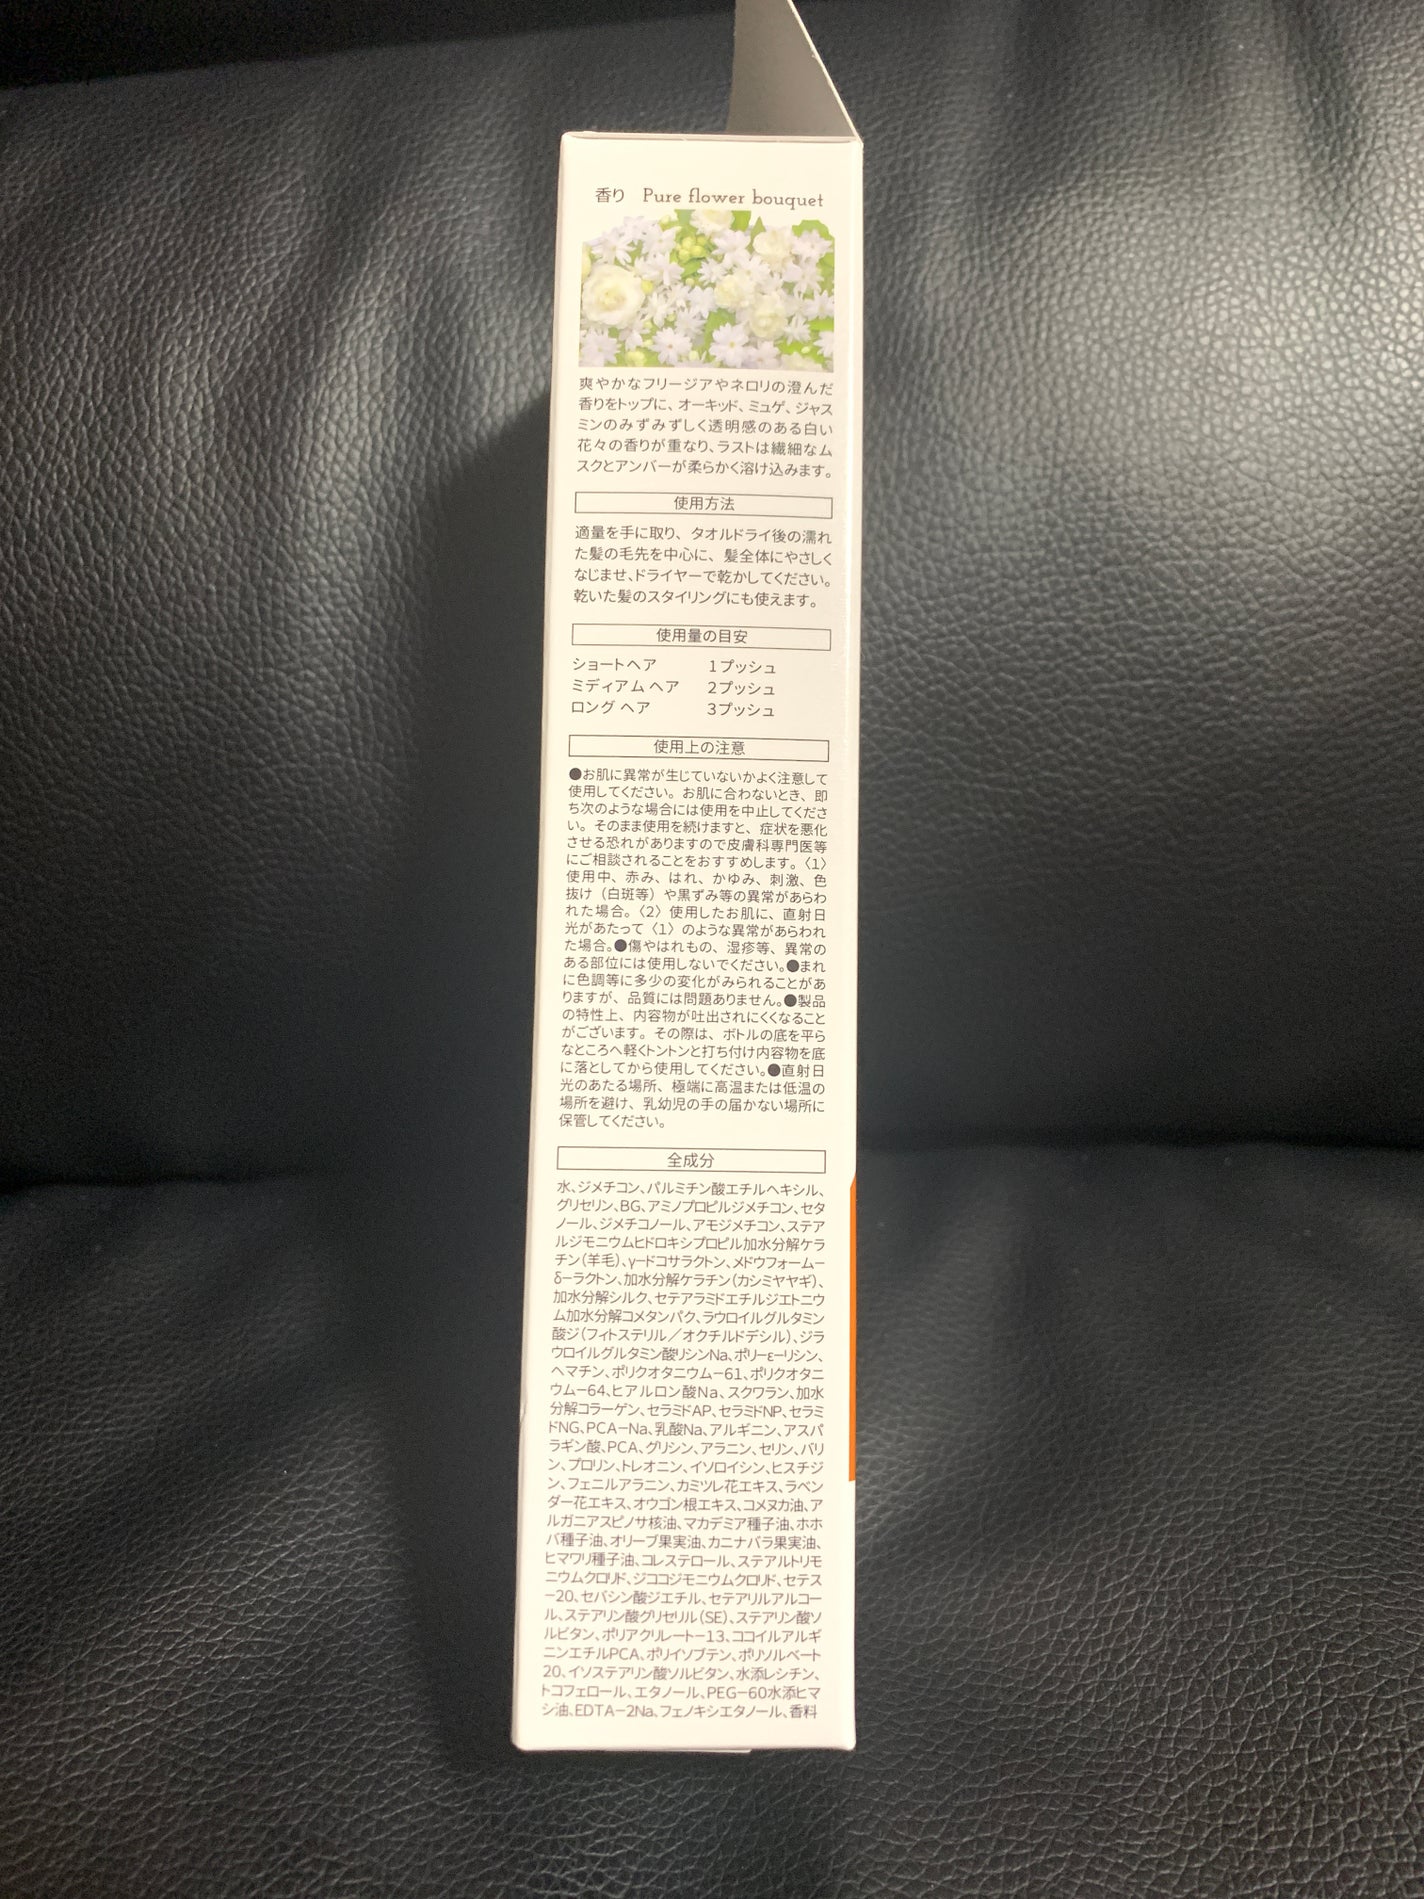 香り Pure flower bouquet
爽やかなフリージアやネロリの澄んだ
香りをトップに、オーキッド、ミュゲ、ジャス
ミンのみずみずしく透明感のある白い
花々の香りが重なり、ラストは繊細なム
スクとアンバーが柔らかく溶け込みます。
使用方法
適量を手に取り、タオルドライ後の濡れ
た髪の毛先を中心に、髪全体にやさしく
なじませ、ドライヤーで乾かしてください。
乾いた髪のスタイリングにも使えます。
使用量の目安
ショートヘア 1プッシュ
ミディアムヘア 2プッシュ
ロングヘア 3プッシュ
使用上の注意
●お肌に異常が生じていないかよく注意して
使用してください。お肌に合わないとき、即
ち次のような場合には使用を中止してくださ
い。そのまま使用を続けますと、症状を悪化
させる恐れがありますので皮膚科専門医等
にご相談されることをおすすめします。〈1〉
使用中、赤み、はれ、かゆみ、刺激、色
抜け（白斑等）や黒ずみ等の異常があらわ
れた場合。〈2〉使用したお肌に、直射日
光があたって〈1〉のような異常があらわれ
た場合。●傷やはれもの、湿疹等、異常の
ある部位には使用しないでください。●まれ
に色調等に多少の変化がみられることがあ
りますが、品質には問題ありません。●製品
の特性上、内容物が吐出されにくくなること
がございます。その際は、ボトルの底を平ら
なところへ軽くトントンと打ち付け内容物を底
に落としてから使用してください。●直射日
光のあたる場所、極端に高温または低温の
場所を避け、乳幼児の手の届かない場所に
保管してください。
全成分
水、ジメチコン、パルミチン酸エチルヘキシル、
グリセリン、BG、アミノプロピルジメチコン、セタ
ノール、ジメチコノール、アモジメチコン、ステア
ルジモニウムヒドロキシプロピル加水分解ケラ
チン（羊毛）、γードコサラクトン、メドウフォームー
δーラクトン、加水分解ケラチン（カシミヤヤギ）、
加水分解シルク、セテアラミドエチルジエトニウ
ム加水分解コメタンパク、ラウロイルグルタミン
酸ジ（フィトステリル／オクチルドデシル）、ジラ
ウロイルグルタミン酸リシンNa、ポリーεーリシン、
ヘマチン、ポリクオタニウムー61、ポリクオタニ
ウムー64、ヒアルロン酸Na、スクワラン、加水
分解コラーゲン、セラミドAP、セラミドNP、セラミ
ドNG、PCAーNa、乳酸Na、アルギニン、アスパ
ラギン酸、PCA、グリシン、アラニン、セリン、バリ
ン、プロリン、トレオニン、イソロイシン、ヒスチジ
ン、フェニルアラニン、カミツレ花エキス、ラベン
ダー花エキス、オウゴン根エキス、コメヌカ油、ア
ルガニアスピノサ核油、マカデミア種子油、ホホ
バ種子油、オリーブ果実油、カニナバラ果実油、
ヒマワリ種子油、コレステロール、ステアルトリモ
ニウムクロリド、ジココジモニウムクロリド、セテス
ー20、セバシン酸ジエチル、セテアリルアルコー
ル、ステアリン酸グリセリル（SE）、ステアリン酸ソ
ルビタン、ポリアクリレートー13、ココイルアルギ
ニンエチルPCA、ポリイソブテン、ポリソルベート
20、イソステアリン酸ソルビタン、水添レシチン、
トコフェロール、エタノール、PEGー60水添ヒマ
シ油、EDTAー2Na、フェノキシエタノール、香料